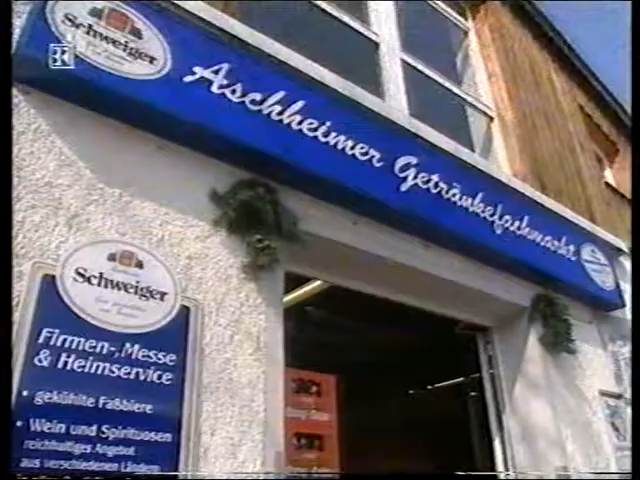 Schweiger
Aschheimer Getränkefachmarkt
Schweiger
Firmen-, Messe
& Heimservice
• gekühlte Faßbiere
• Wein und Spirituosen
reichhaltiges Angebot
aus verschiedenen Ländern